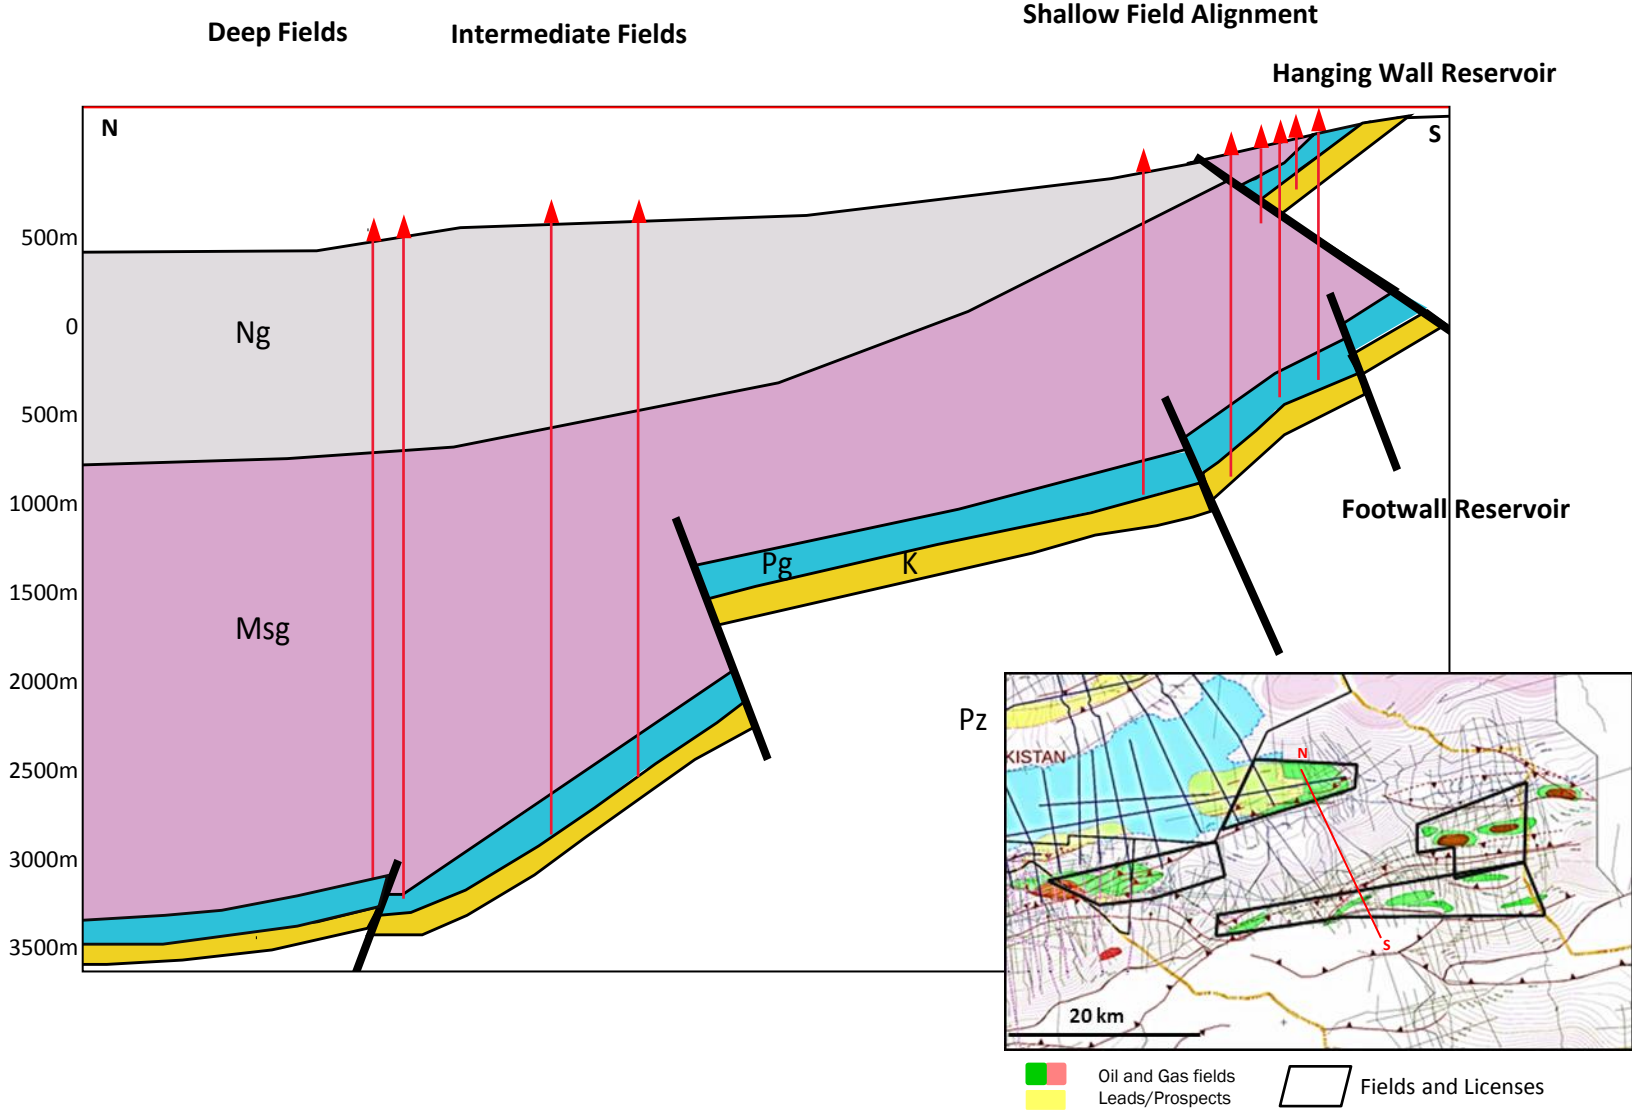 Shallow Field Alignment
Deep Fields
Intermediate Fields
Hanging Wall Reservoir
N
S
500m
0
500m
1000m
1500m
2000m
2500m
3000m
3500m
Ng
Msg
Pg
K
Footwall Reservoir
Pz
KISTAN
N
S
20 km
Oil and Gas fields
Leads/Prospects
Fields and Licenses